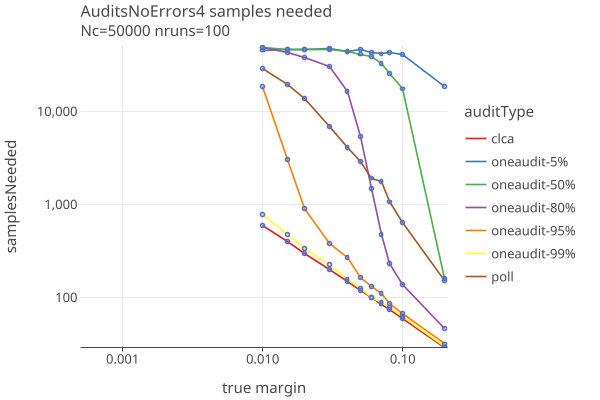 AuditsNoErrors4 samples needed
Nc=50000 nruns=100
samplesNeeded
10,000
1,000
100
0.001
0.010
0.10
true margin
auditType
clca
oneaudit-5%
oneaudit-50%
oneaudit-80%
oneaudit-95%
oneaudit-99%
poll